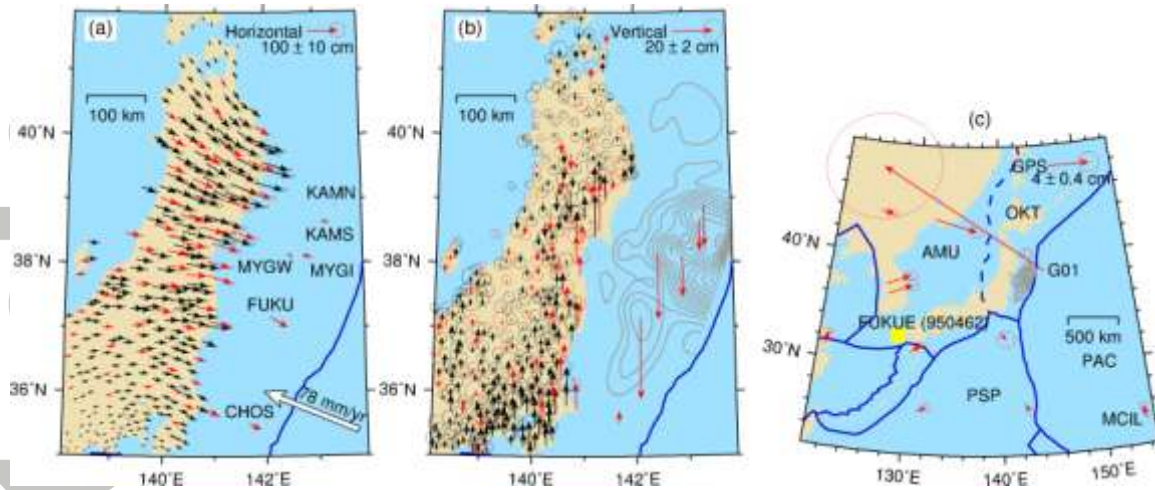 (a)
Horizontal
100 ± 10 cm
100 km
40°N
38°N
36°N
140°E
142°E
KAMN
KAMS
MYGW
MYGI
FUKU
CHOS
78 mm/yr
(b)
Vertical
20 ± 2 cm
100 km
40°N
38°N
36°N
140°E
142°E
(c)
GPS
4 ± 0.4 cm
OKT
AMU
G01
FUKUE (950462)
500 km
PAC
PSP
MCIL
40°N
30°N
130°E
140°E
150°E